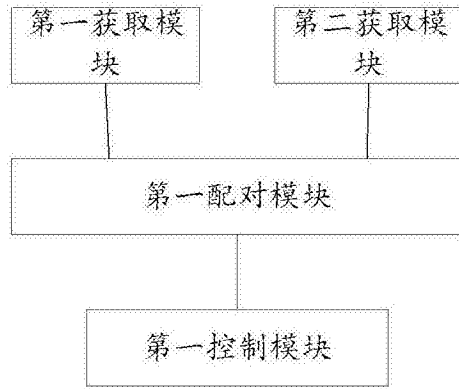 第一获取模
块
第二获取模
块
第一配对模块
第一控制模块